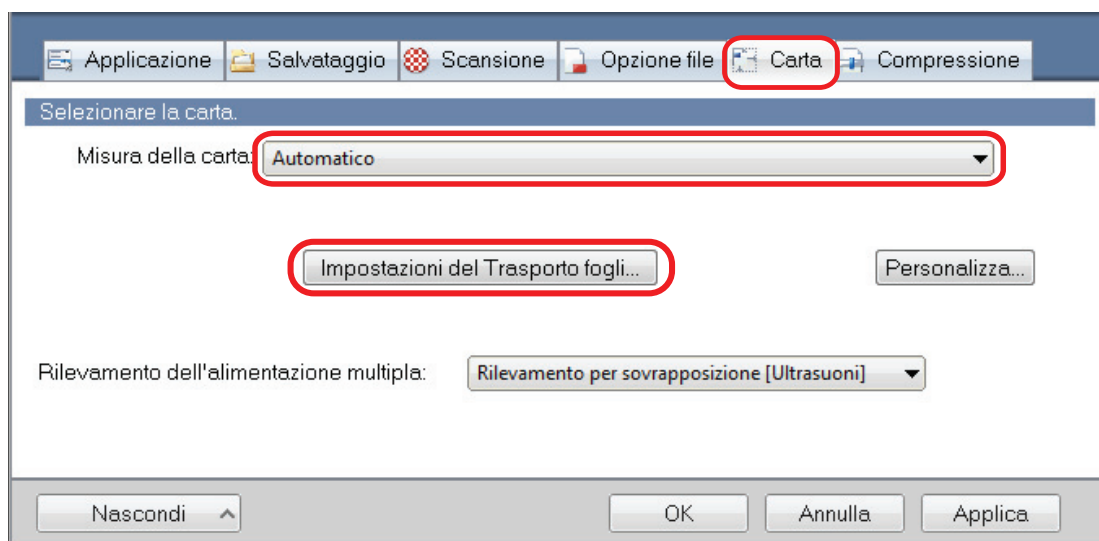 Applicazione Salvataggio Scansione Opzione file Carta Compressione
Selezionare la carta.
Misura della carta: Automatico
Impostazioni del Trasporto fogli... Personalizza...
Rilevamento dell'alimentazione multipla: Rilevamento per sovrapposizione [Ultrasuoni]
Nascondi OK Annulla Applica